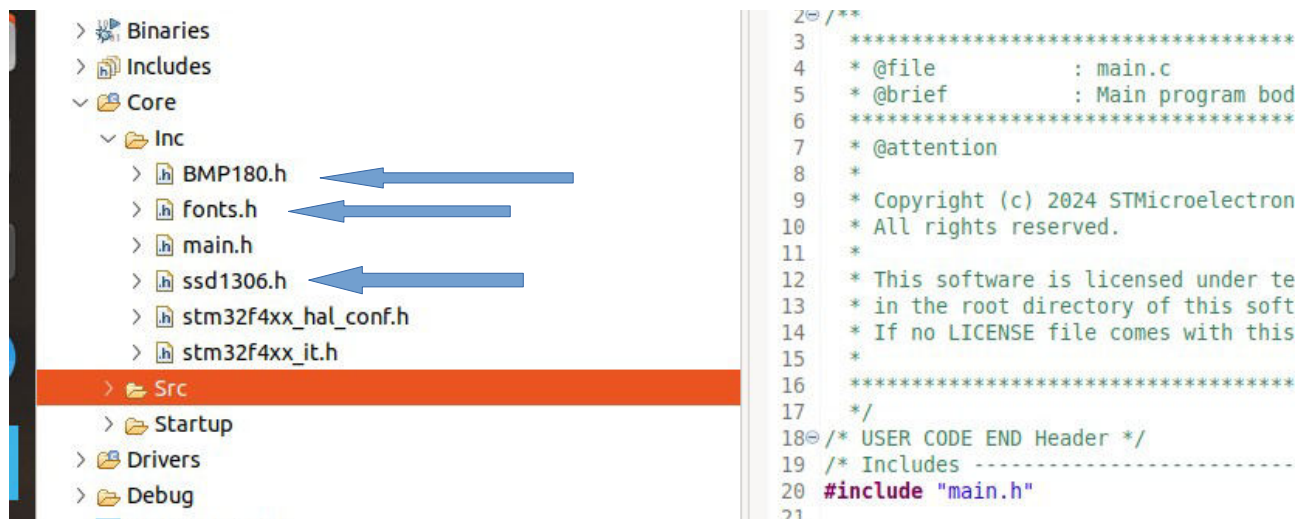 Binaries
Includes
Core
Inc
BMP180.h
fonts.h
main.h
ssd1306.h
stm32f4xx_hal_conf.h
stm32f4xx_it.h
Src
Startup
Drivers
Debug
2 /**
3 *************************************
4 * @file : main.c
5 * @brief : Main program bod
6 *************************************
7 * @attention
8 *
9 * Copyright (c) 2024 STMicroelectron
10 * All rights reserved.
11 *
12 * This software is licensed under te
13 * in the root directory of this soft
14 * If no LICENSE file comes with this
15 *
16 *************************************
17 */
18 /* USER CODE END Header */
19 /* Includes --------------------------
20 #include "main.h"
21